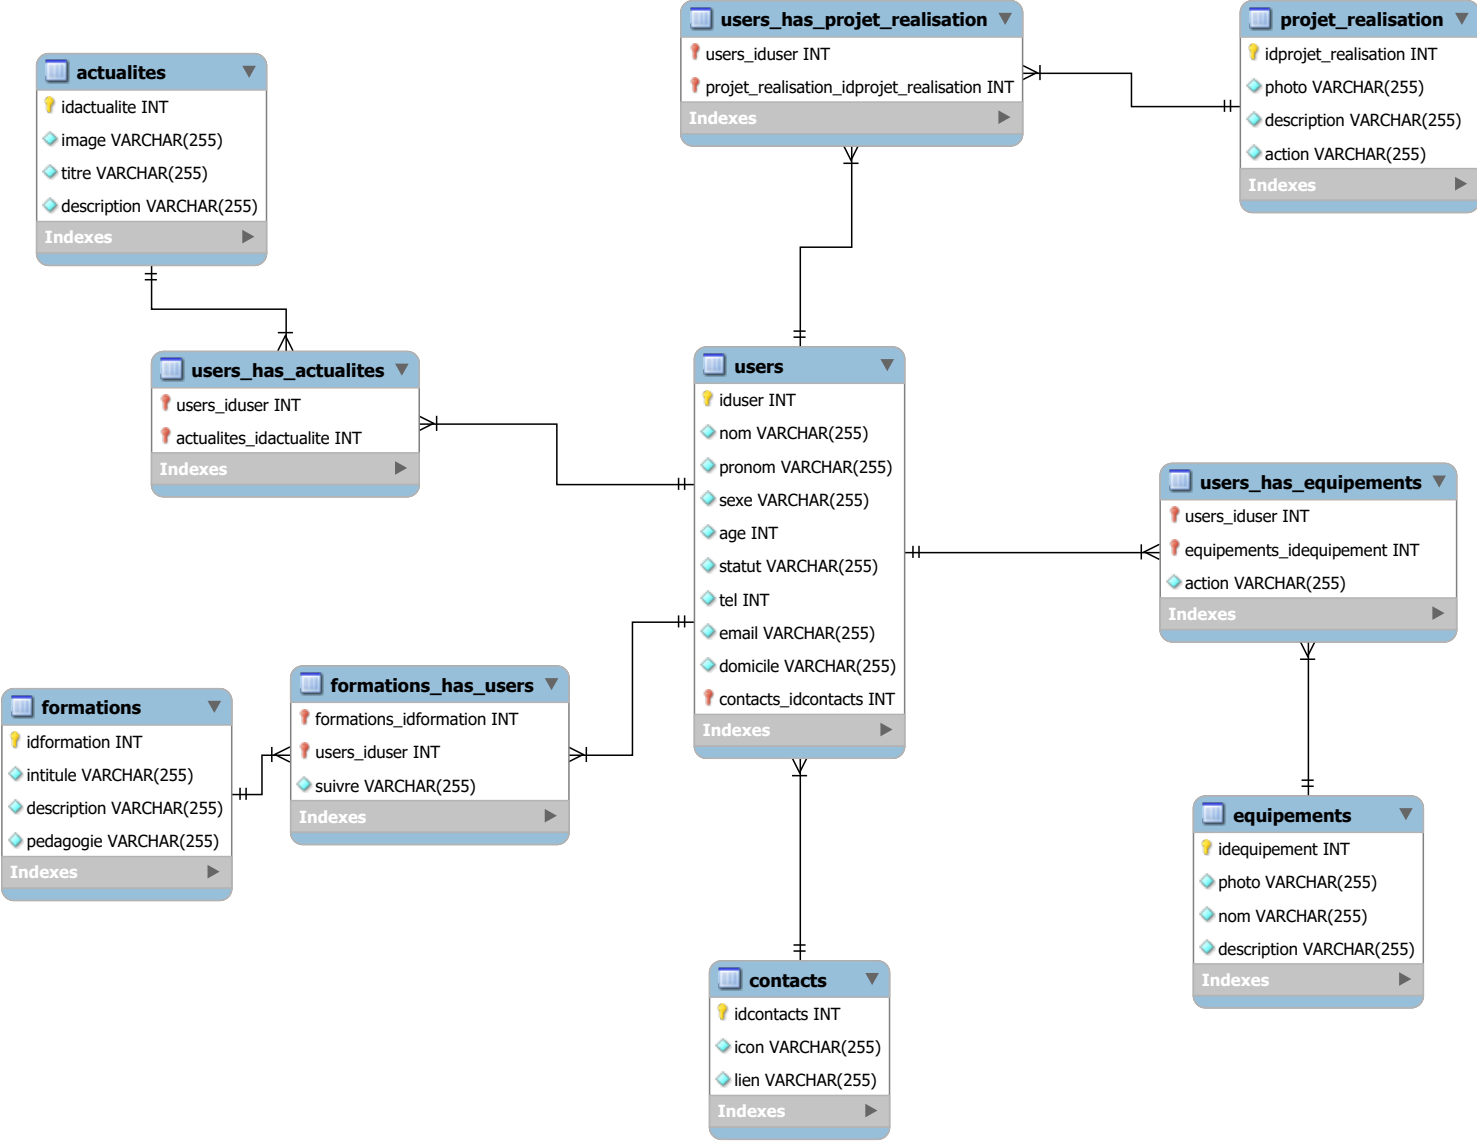 users_has_projet_realisation
users_iduser INT
projet_realisation_idprojet_realisation INT
Indexes
projet_realisation
idprojet_realisation INT
photo VARCHAR(255)
description VARCHAR(255)
action VARCHAR(255)
Indexes
actualites
idactualite INT
image VARCHAR(255)
titre VARCHAR(255)
description VARCHAR(255)
Indexes
users_has_actualites
users_iduser INT
actualites_idactualite INT
Indexes
users
iduser INT
nom VARCHAR(255)
pronom VARCHAR(255)
sexe VARCHAR(255)
age INT
statut VARCHAR(255)
tel INT
email VARCHAR(255)
domicile VARCHAR(255)
contacts_idcontacts INT
Indexes
users_has_equipements
users_iduser INT
equipements_idequipement INT
action VARCHAR(255)
Indexes
formations_has_users
formations_idformation INT
users_iduser INT
suivre VARCHAR(255)
Indexes
formations
idformation INT
intitule VARCHAR(255)
description VARCHAR(255)
pedagogie VARCHAR(255)
Indexes
equipements
idequipement INT
photo VARCHAR(255)
nom VARCHAR(255)
description VARCHAR(255)
Indexes
contacts
idcontacts INT
icon VARCHAR(255)
lien VARCHAR(255)
Indexes